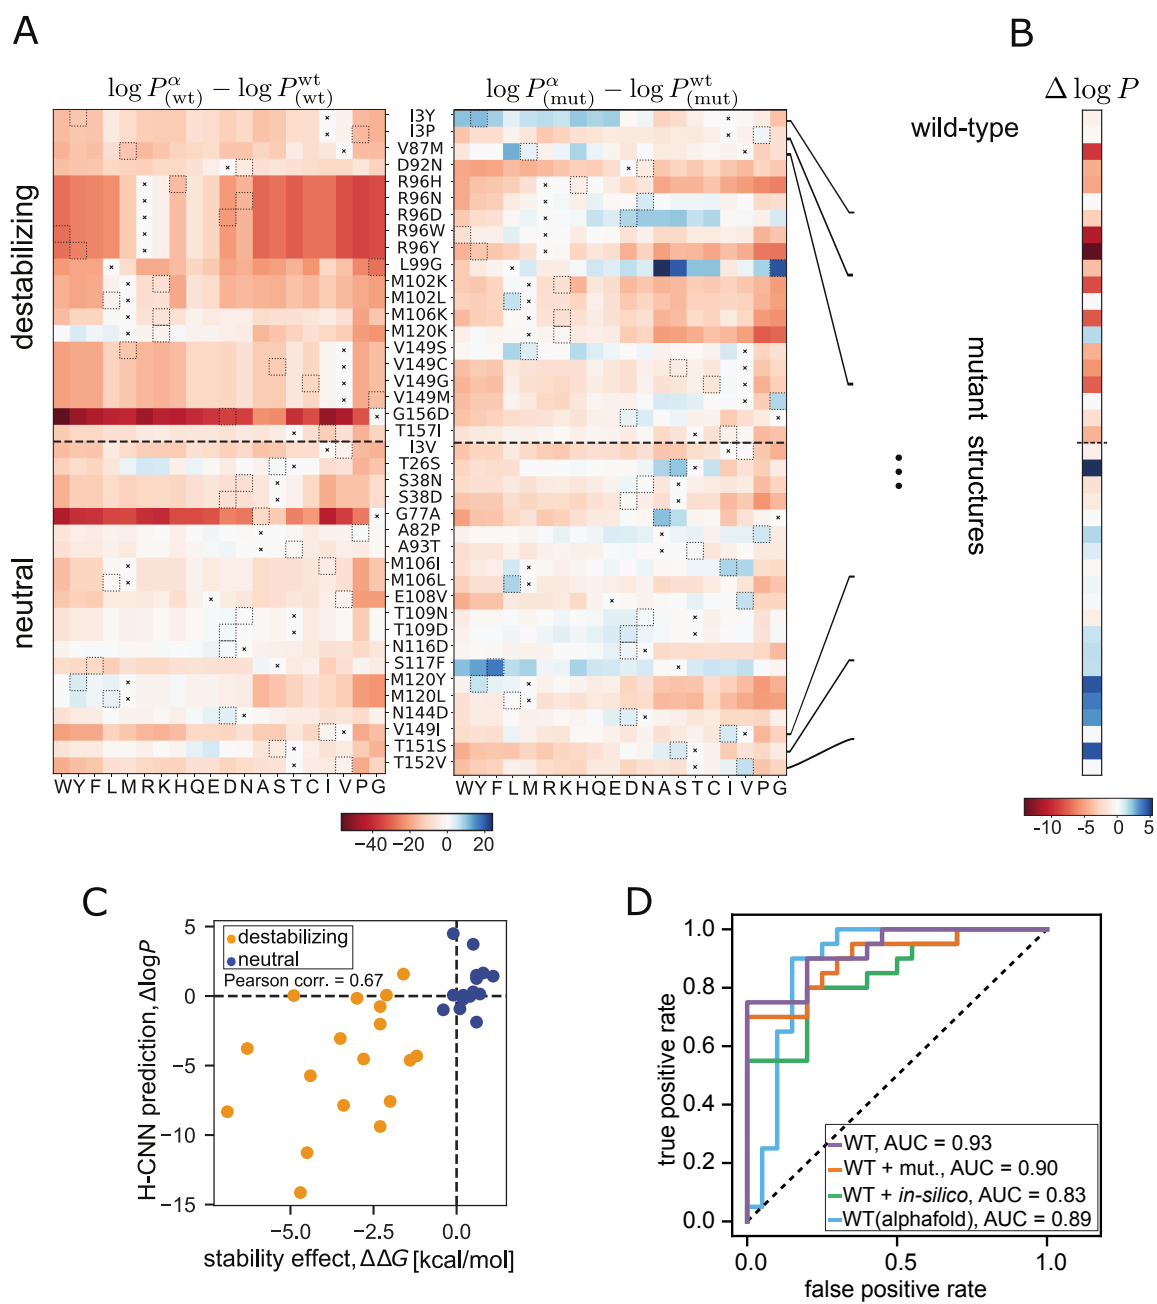 A
B
log P^α_(wt) − log P^wt_(wt)
log P^α_(mut) − log P^wt_(mut)
Δ log P
wild-type
destabilizing
neutral
I3Y
I3P
V87M
D92N
R96H
R96N
R96D
R96W
R96Y
L99G
M102K
M102L
M106K
M120K
V149S
V149C
V149G
V149M
G156D
T157I
I3V
T26S
S38N
S38D
G77A
A82P
A93T
M106I
M106L
E108V
T109N
T109D
N116D
S117F
M120Y
M120L
N144D
V149I
T151S
T152V
mutant structures
W Y F L M R K H Q E D N A S T C I V P G
W Y F L M R K H Q E D N A S T C I V P G
−40 −20 0 20
−10 −5 0 5
C
H-CNN prediction, ΔlogP
5
0
−5
−10
−15
destabilizing
neutral
Pearson corr. = 0.67
−5.0 −2.5 0.0
stability effect, ΔΔG [kcal/mol]
D
true positive rate
1.0
0.8
0.6
0.4
0.2
0.0
WT, AUC = 0.93
WT + mut., AUC = 0.90
WT + in-silico, AUC = 0.83
WT(alphafold), AUC = 0.89
0.0 0.5 1.0
false positive rate